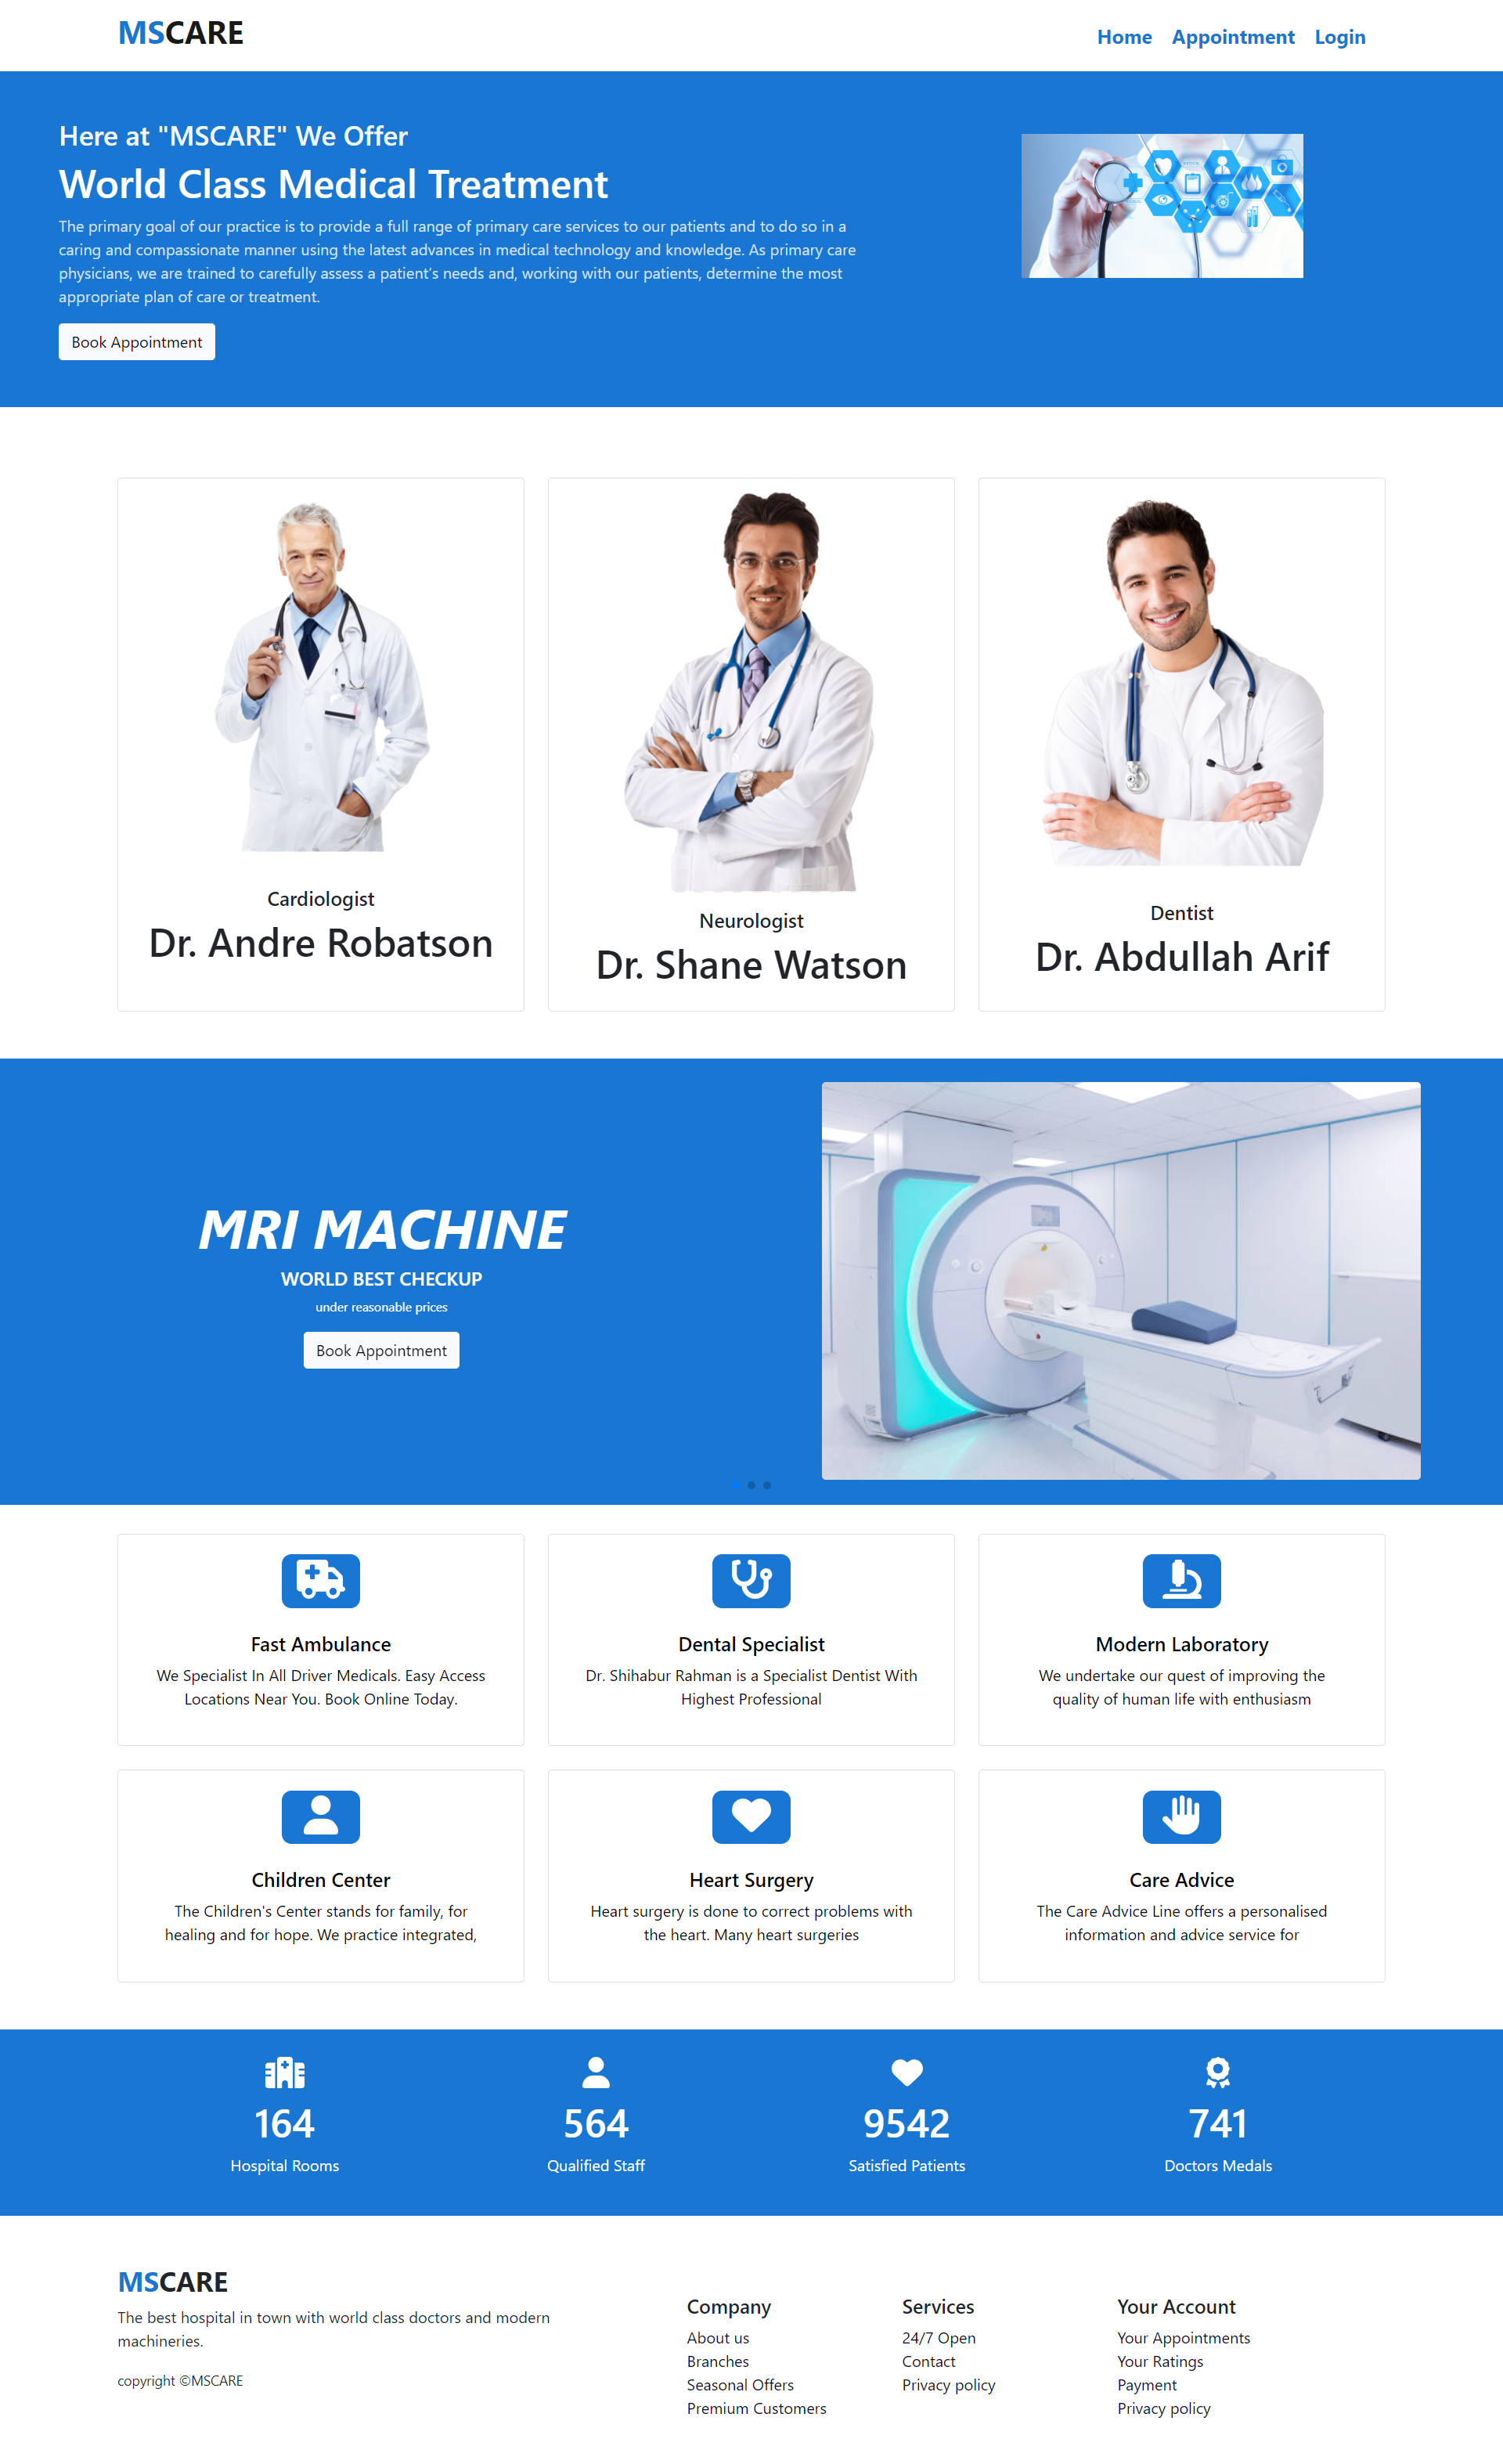 MSCARE
Home Appointment Login
Here at "MSCARE" We Offer
World Class Medical Treatment
The primary goal of our practice is to provide a full range of primary care services to our patients and to do so in a
caring and compassionate manner using the latest advances in medical technology and knowledge. As primary care
physicians, we are trained to carefully assess a patient's needs and, working with our patients, determine the most
appropriate plan of care or treatment.
Book Appointment
Cardiologist
Dr. Andre Robatson
Neurologist
Dr. Shane Watson
Dentist
Dr. Abdullah Arif
MRI MACHINE
WORLD BEST CHECKUP
under reasonable prices
Book Appointment
Fast Ambulance
We Specialist In All Driver Medicals. Easy Access
Locations Near You. Book Online Today.
Dental Specialist
Dr. Shihabur Rahman is a Specialist Dentist With
Highest Professional
Modern Laboratory
We undertake our quest of improving the
quality of human life with enthusiasm
Children Center
The Children's Center stands for family, for
healing and for hope. We practice integrated,
Heart Surgery
Heart surgery is done to correct problems with
the heart. Many heart surgeries
Care Advice
The Care Advice Line offers a personalised
information and advice service for
164
Hospital Rooms
564
Qualified Staff
9542
Satisfied Patients
741
Doctors Medals
MSCARE
The best hospital in town with world class doctors and modern
machineries.
copyright ©MSCARE
Company
About us
Branches
Seasonal Offers
Premium Customers
Services
24/7 Open
Contact
Privacy policy
Your Account
Your Appointments
Your Ratings
Payment
Privacy policy